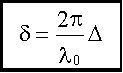 δ = 2π/λ₀ Δ